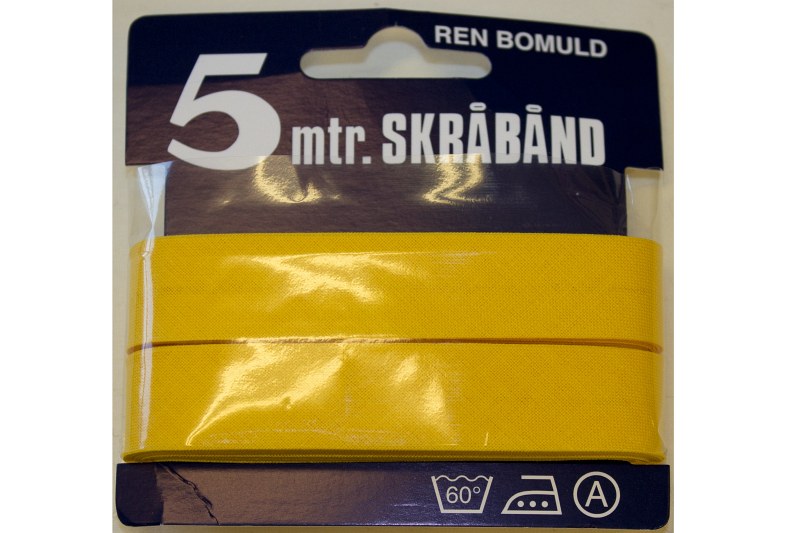 REN BOMULD
5 mtr. SKRÅBÅND
60°
A